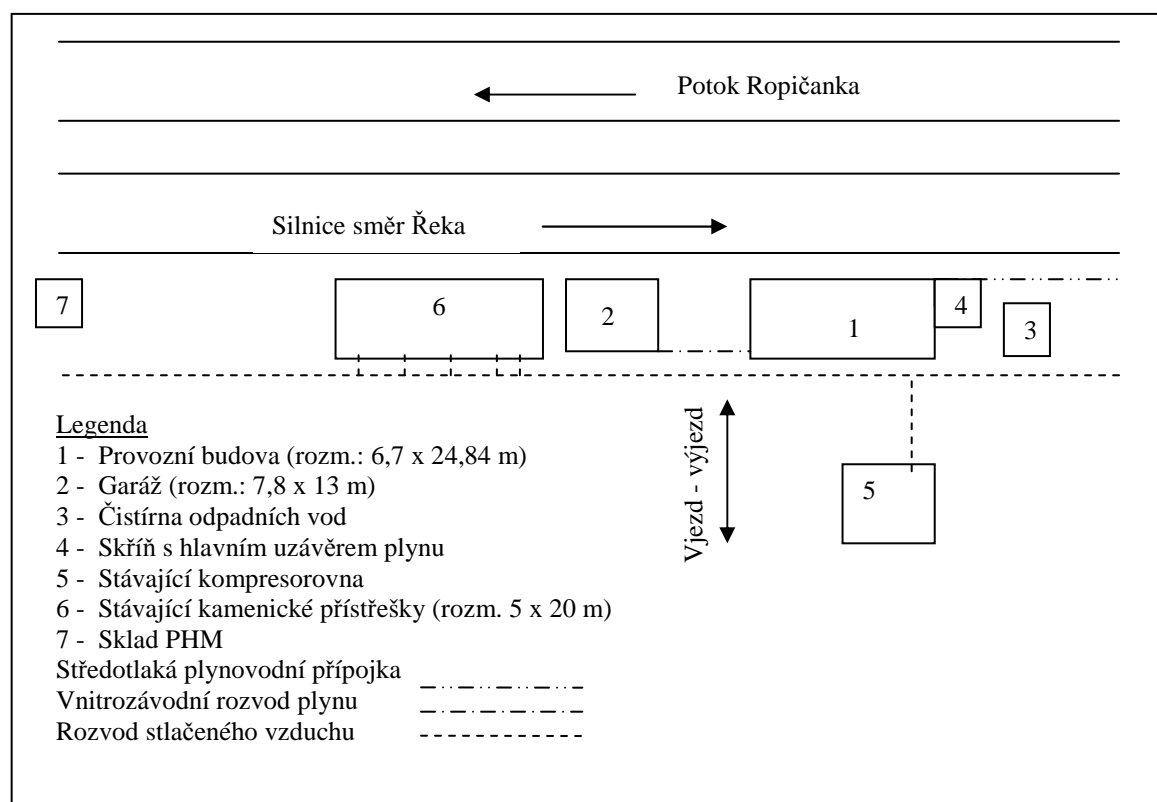 Potok Ropičanka
Silnice směr Řeka
7
6
2
1
4
3
Vjezd - výjezd
5
Legenda
1 - Provozní budova (rozm.: 6,7 x 24,84 m)
2 - Garáž (rozm.: 7,8 x 13 m)
3 - Čistírna odpadních vod
4 - Skříň s hlavním uzávěrem plynu
5 - Stávající kompresorovna
6 - Stávající kamenické přístřešky (rozm. 5 x 20 m)
7 - Sklad PHM
Středotlaká plynovodní přípojka
Vnitrozávodní rozvod plynu
Rozvod stlačeného vzduchu